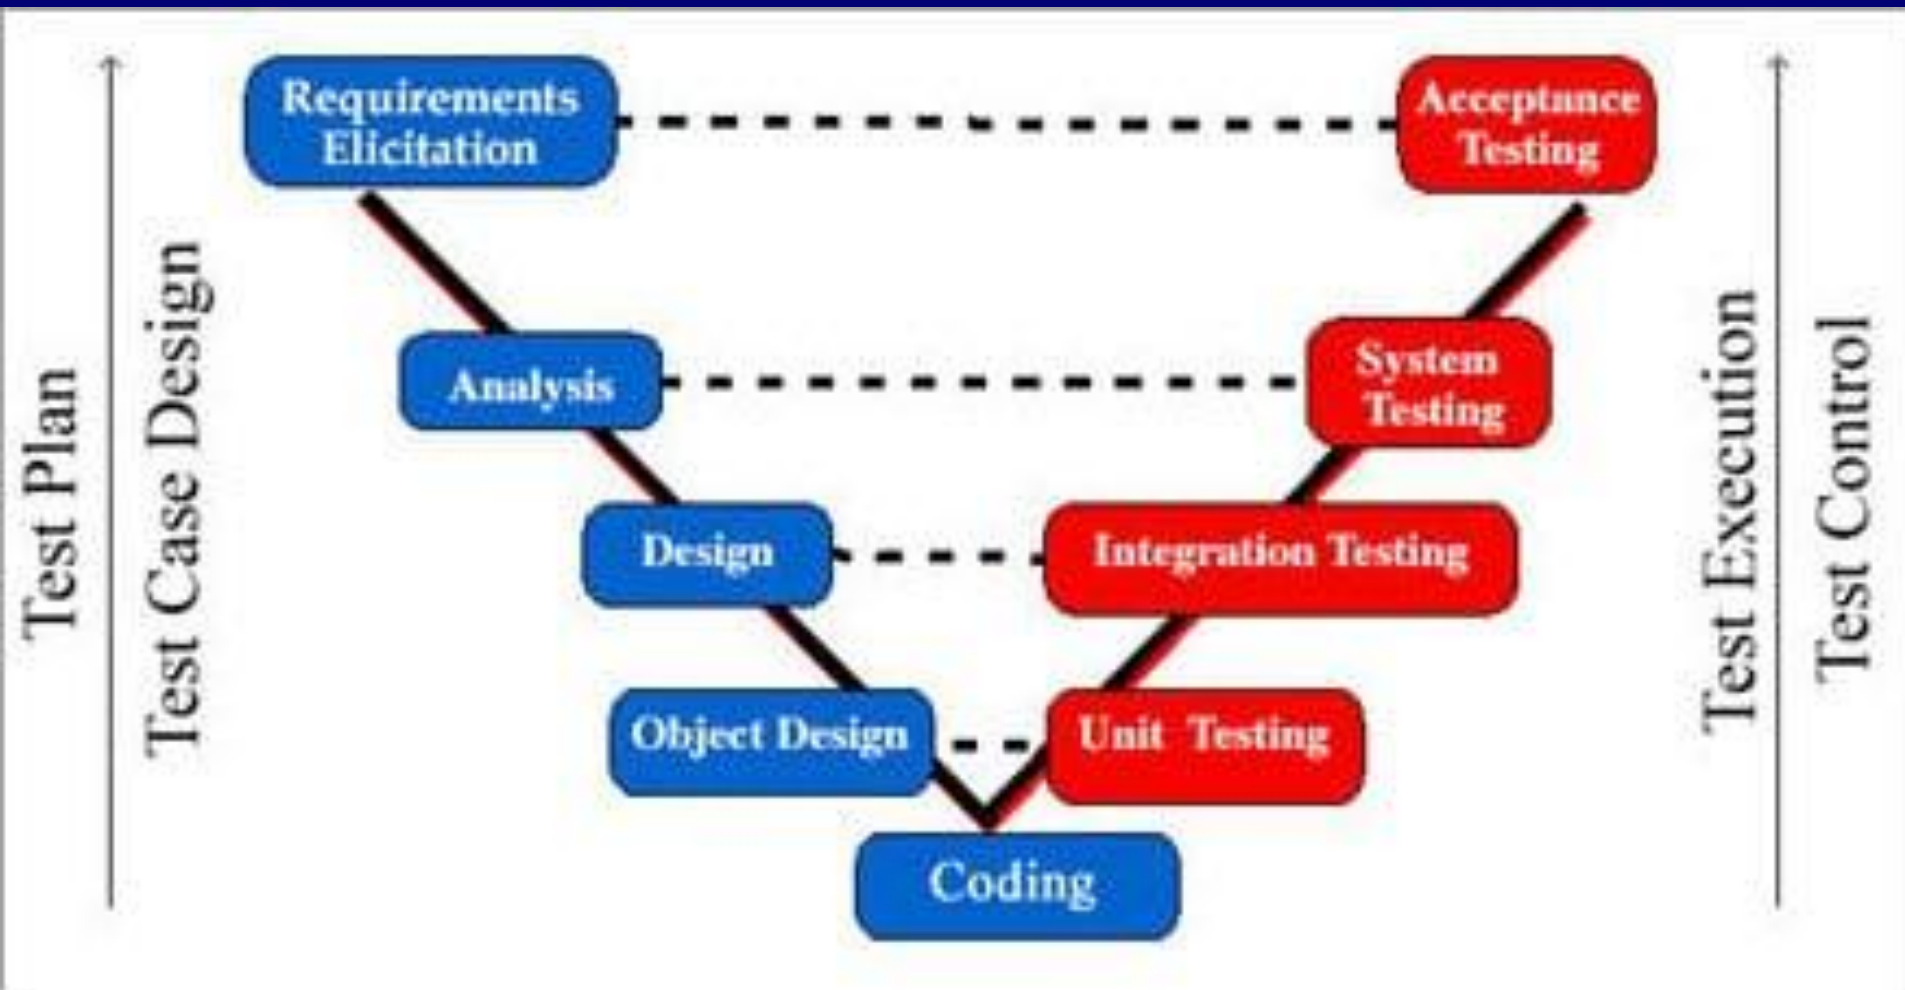 Requirements
Elicitation
Acceptance
Testing
Analysis
System
Testing
Design
Integration Testing
Object Design
Unit Testing
Coding
Test Plan
Test Case Design
Test Execution
Test Control